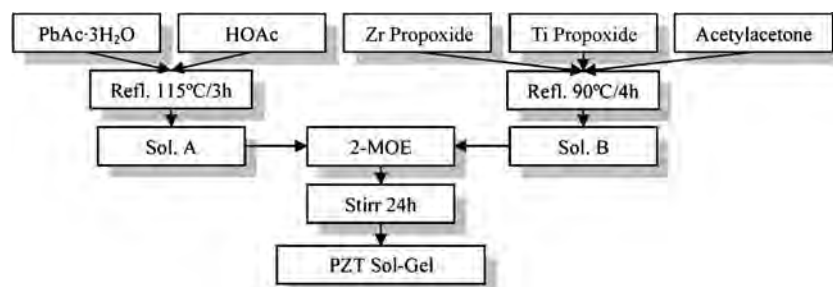 PbAc·3H₂O
HOAc
Zr Propoxide
Ti Propoxide
Acetylacetone
Refl. 115ºC/3h
Refl. 90ºC/4h
Sol. A
2-MOE
Sol. B
Stirr 24h
PZT Sol-Gel